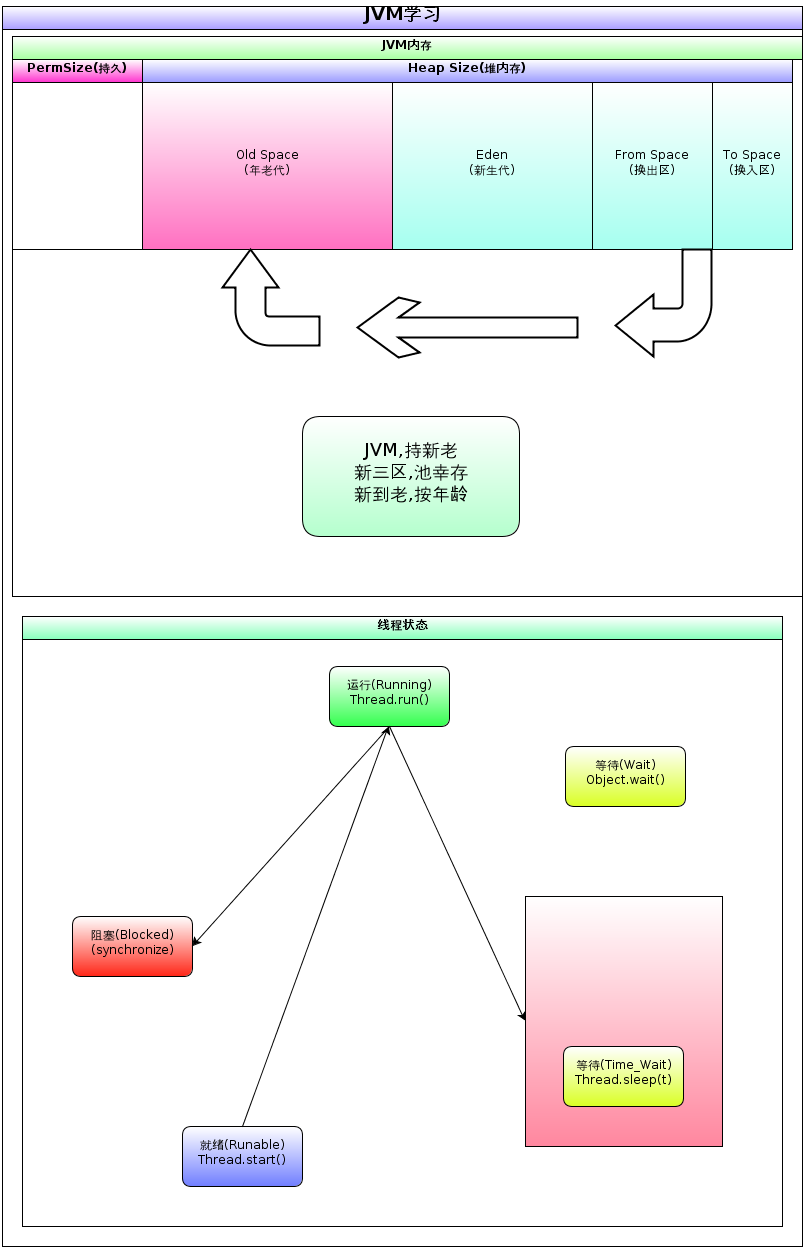 JVM学习
JVM内存
PermSize(持久)
Heap Size(堆内存)
Old Space
(年老代)
Eden
(新生代)
From Space
(换出区)
To Space
(换入区)
JVM,持新老
新三区,池幸存
新到老,按年龄
线程状态
运行(Running)
Thread.run()
等待(Wait)
Object.wait()
阻塞(Blocked)
(synchronize)
等待(Time_Wait)
Thread.sleep(t)
就绪(Runable)
Thread.start()